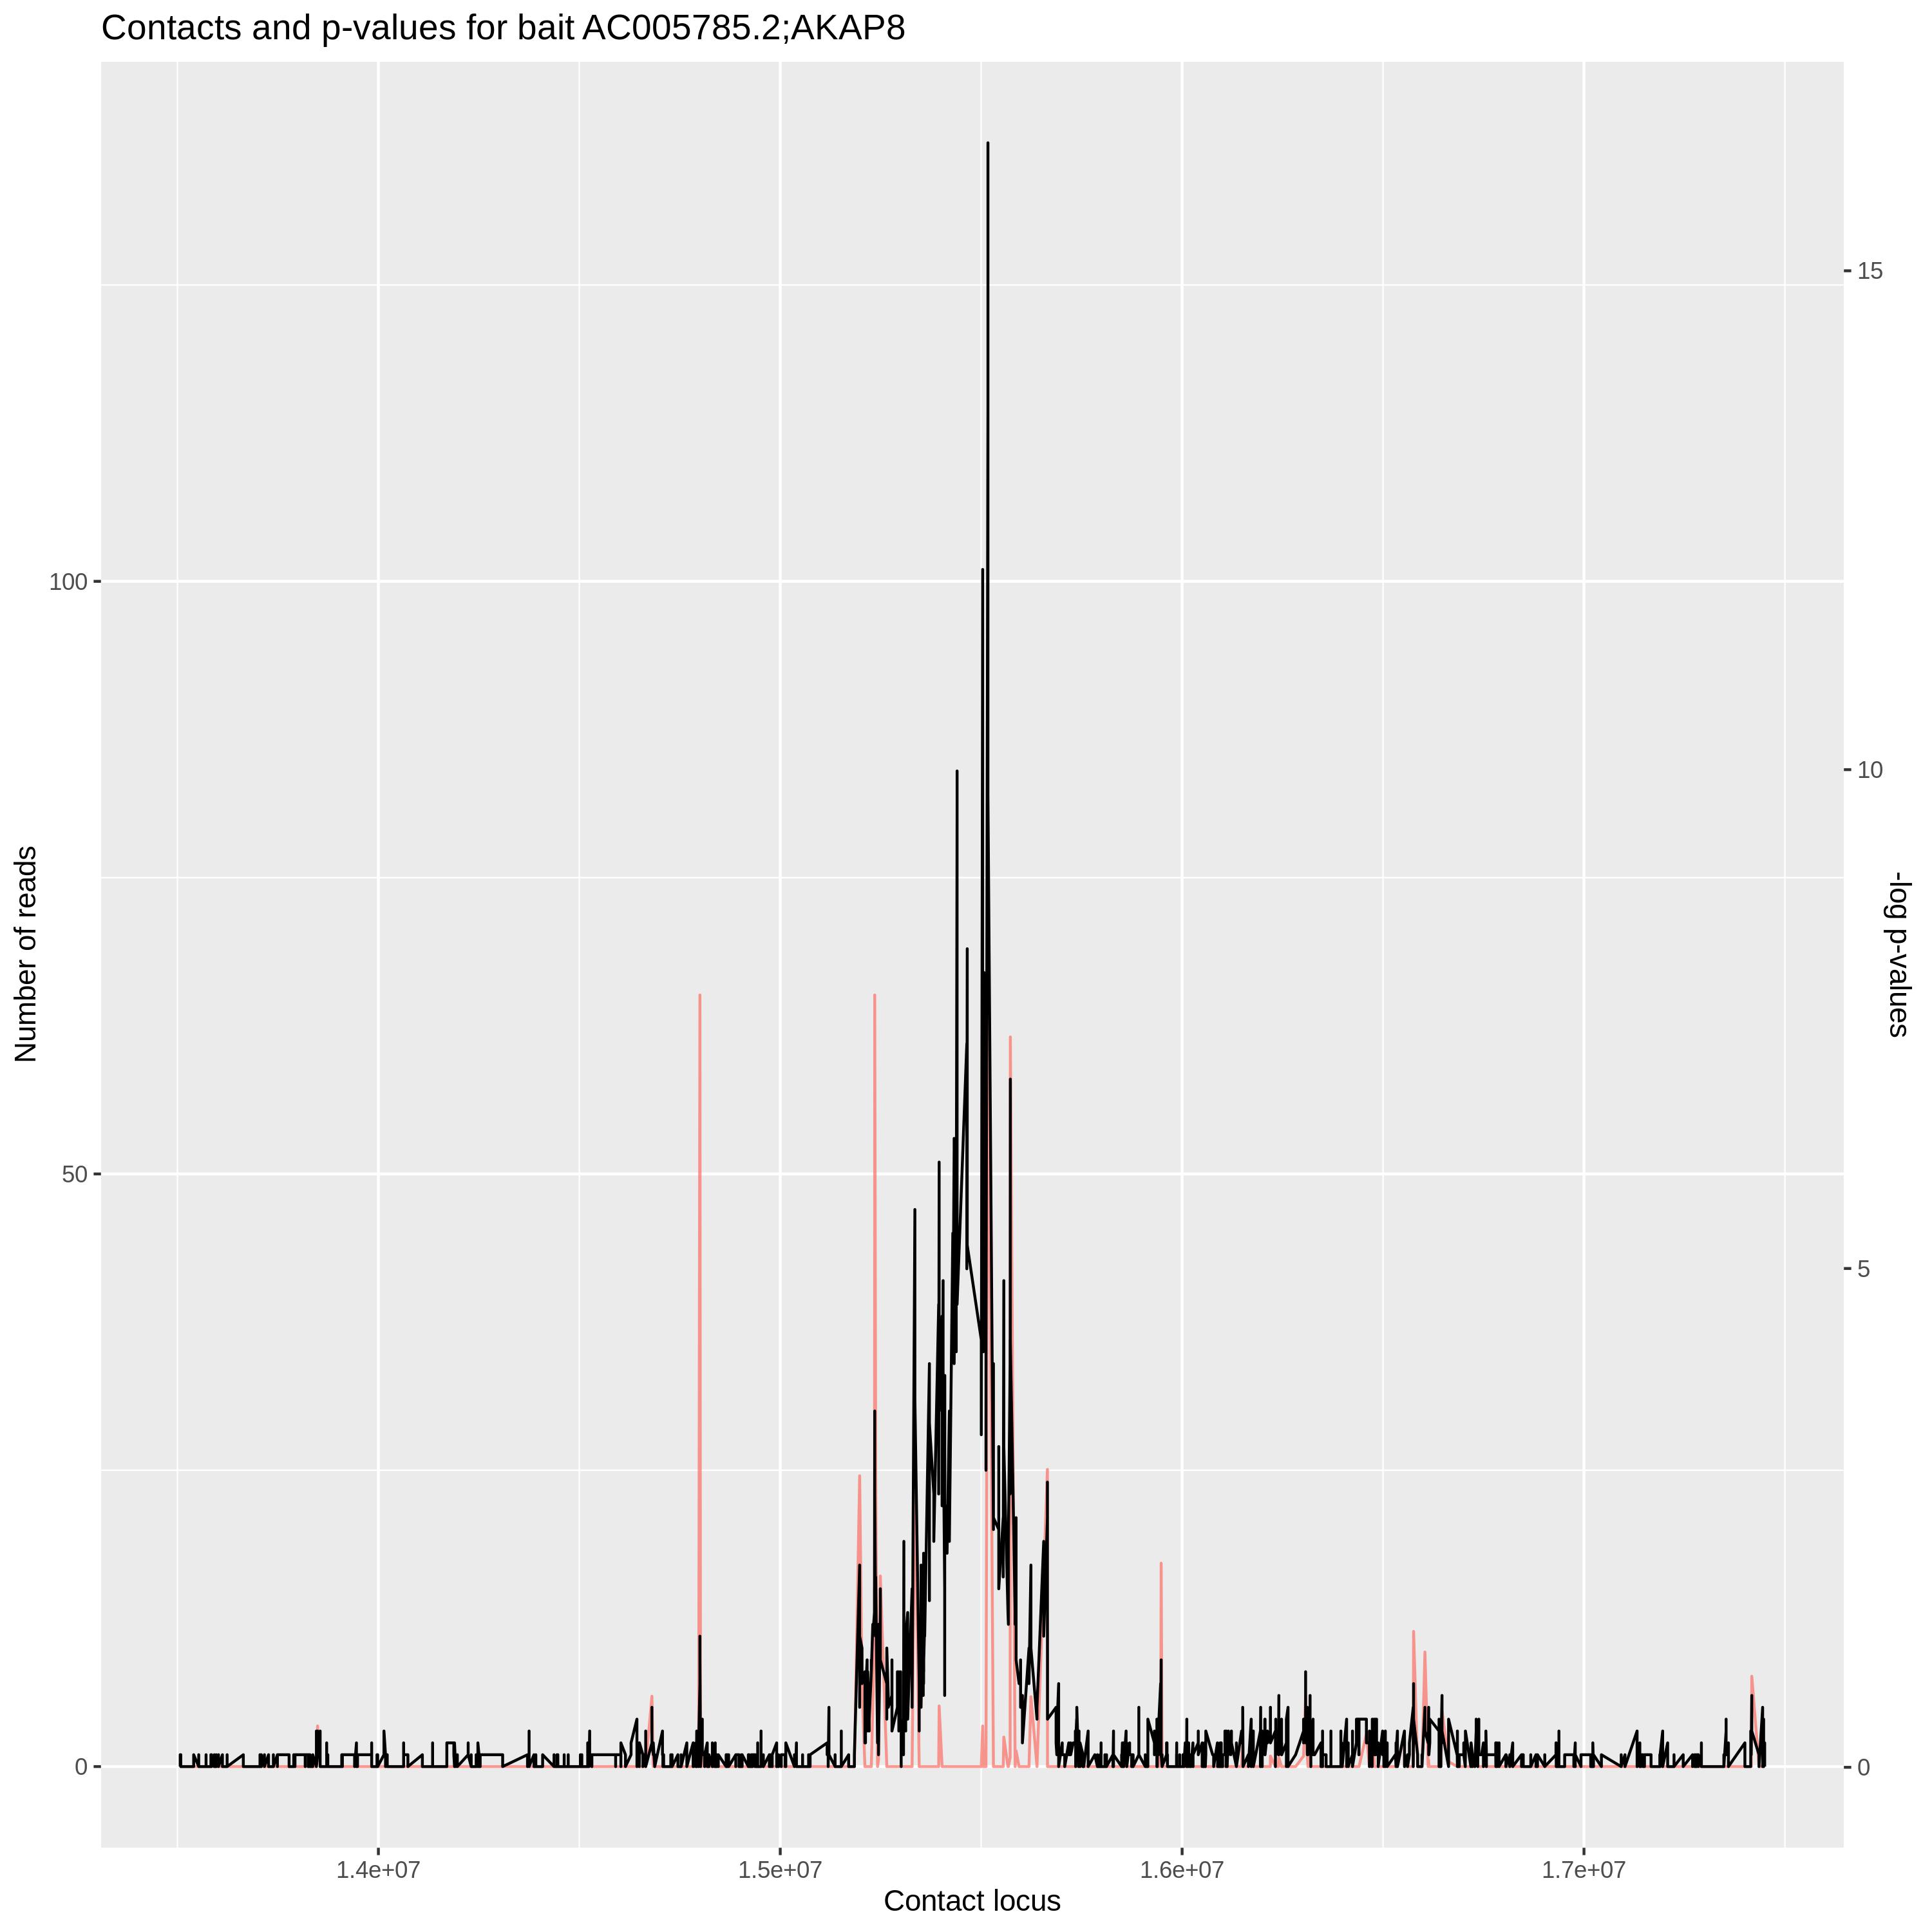 Contacts and p-values for bait AC005785.2;AKAP8
Number of reads
100
50
0
15
10
5
0
-log p-values
1.4e+07
1.5e+07
1.6e+07
1.7e+07
Contact locus